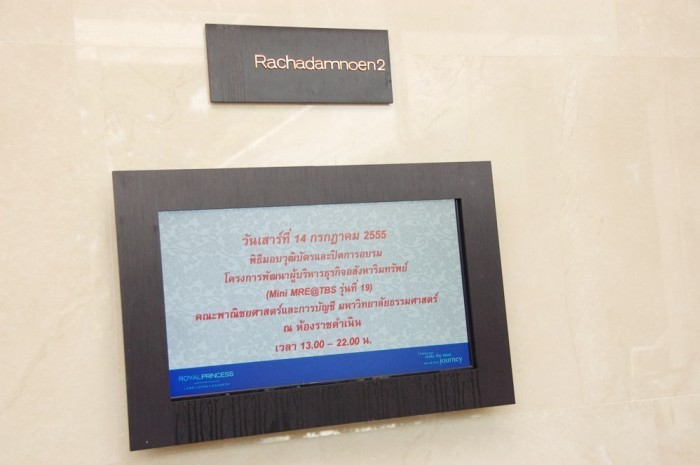 Rachadamnoen2
วันเสาร์ที่ 14 กรกฎาคม 2555
พิธีมอบวุฒิบัตรและปิดการอบรม
โครงการพัฒนาผู้บริหารธุรกิจอสังหาริมทรัพย์
(Mini MRE@TBS รุ่นที่ 19)
คณะพาณิชยศาสตร์และการบัญชี มหาวิทยาลัยธรรมศาสตร์
ณ ห้องราชดำเนิน
เวลา 13.00 – 22.00 น.
ROYAL PRINCESS
journey